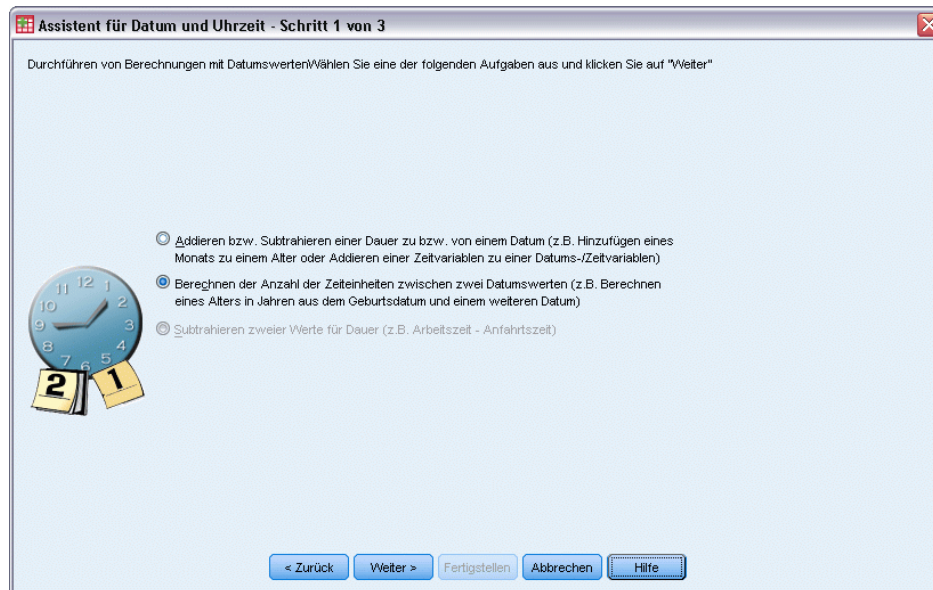 Assistent für Datum und Uhrzeit - Schritt 1 von 3
Durchführen von Berechnungen mit DatumswertenWählen Sie eine der folgenden Aufgaben aus und klicken Sie auf "Weiter"
Addieren bzw. Subtrahieren einer Dauer zu bzw. von einem Datum (z.B. Hinzufügen eines
Monats zu einem Alter oder Addieren einer Zeitvariablen zu einer Datums-/Zeitvariablen)
Berechnen der Anzahl der Zeiteinheiten zwischen zwei Datumswerten (z.B. Berechnen
eines Alters in Jahren aus dem Geburtsdatum und einem weiteren Datum)
Subtrahieren zweier Werte für Dauer (z.B. Arbeitszeit - Anfahrtszeit)
12
11 1
10 2
9 3
8 4
7 6 5
2 1
< Zurück Weiter > Fertigstellen Abbrechen Hilfe